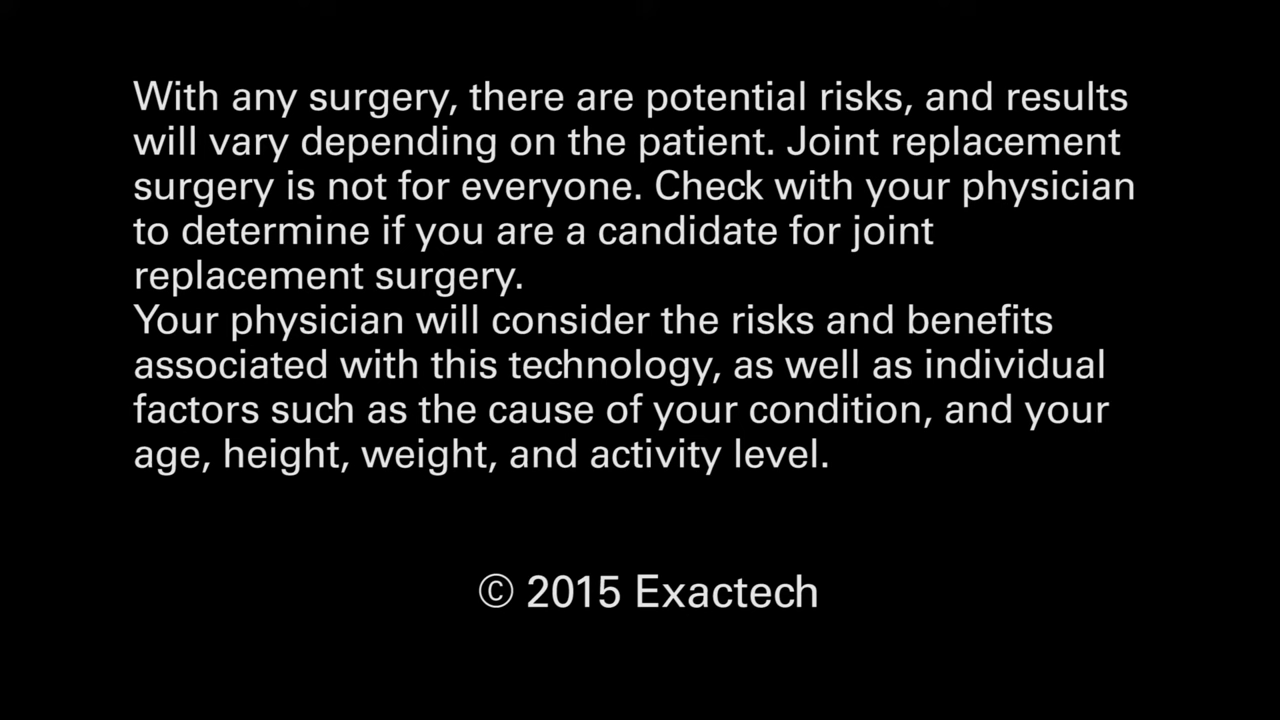 With any surgery, there are potential risks, and results
will vary depending on the patient. Joint replacement
surgery is not for everyone. Check with your physician
to determine if you are a candidate for joint
replacement surgery.
Your physician will consider the risks and benefits
associated with this technology, as well as individual
factors such as the cause of your condition, and your
age, height, weight, and activity level.
© 2015 Exactech